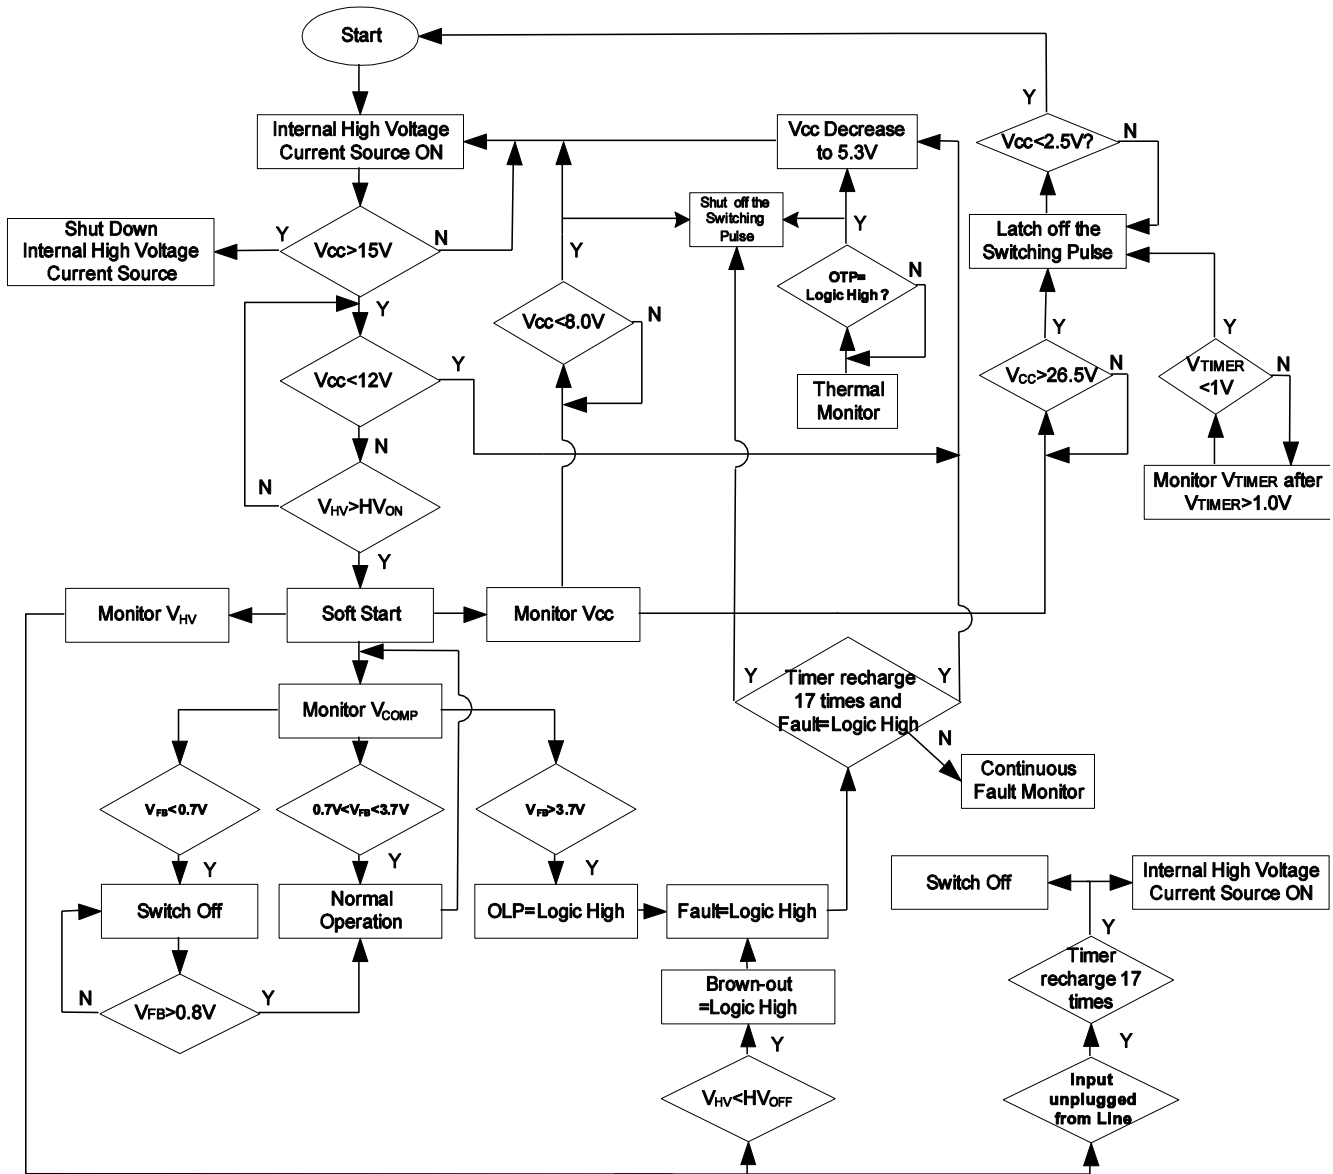 Start
Internal High Voltage
Current Source ON
Vcc Decrease
to 5.3V
Y
Vcc<2.5V?
N
Shut Down
Internal High Voltage
Current Source
Y
Vcc>15V
N
Y
Shut off the
Switching
Pulse
Y
Latch off the
Switching Pulse
Y
Vcc<8.0V
N
OTP=
Logic High ?
N
Vcc<12V
Y
N
Thermal
Monitor
Y
VCC>26.5V
N
Y
VTIMER
<1V
N
Monitor VTIMER after
VTIMER>1.0V
N
VHV>HVON
Y
Monitor VHV
Soft Start
Monitor Vcc
Monitor VCOMP
Y
Timer recharge
17 times and
Fault=Logic High
Y
N
Continuous
Fault Monitor
VFB<0.7V
Y
0.7V<VFB<3.7V
Y
VFB>3.7V
Y
Switch Off
Normal
Operation
OLP=Logic High
Fault=Logic High
Switch Off
Internal High Voltage
Current Source ON
N
VFB>0.8V
Y
Brown-out
=Logic High
Y
VHV<HVOFF
Y
Timer
recharge 17
times
Y
Input
unplugged
from Line